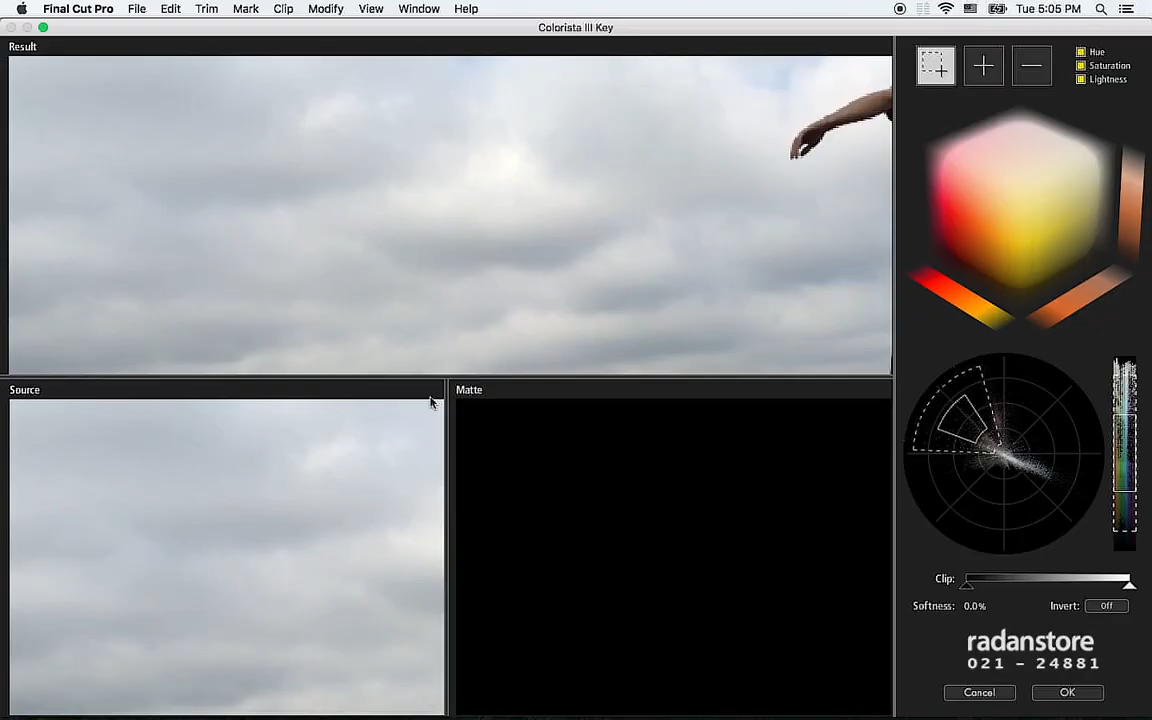 Final Cut Pro File Edit Trim Mark Clip Modify View Window Help Tue 5:05 PM
Colorista III Key
Result
Hue
Saturation
Lightness
Source
Matte
Clip:
Softness: 0.0% Invert: Off
radanstore
021 - 24881
Cancel OK